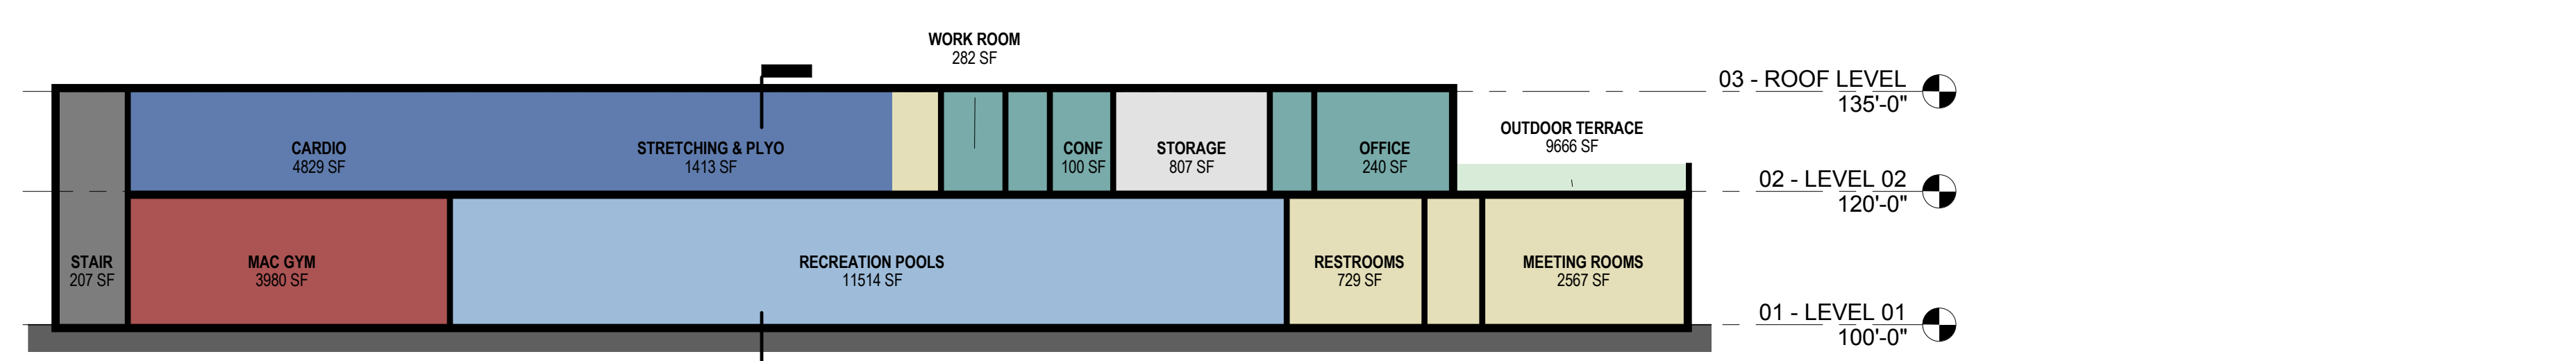 WORK ROOM
282 SF
03 - ROOF LEVEL
135'-0"
CARDIO
4829 SF
STRETCHING & PLYO
1413 SF
CONF
100 SF
STORAGE
807 SF
OFFICE
240 SF
OUTDOOR TERRACE
9666 SF
02 - LEVEL 02
120'-0"
STAIR
207 SF
MAC GYM
3980 SF
RECREATION POOLS
11514 SF
RESTROOMS
729 SF
MEETING ROOMS
2567 SF
01 - LEVEL 01
100'-0"